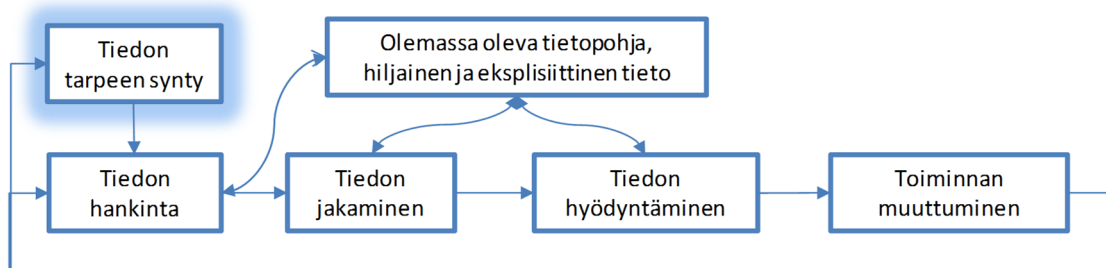 Tiedon
tarpeen synty
Olemassa oleva tietopohja,
hiljainen ja eksplisiittinen tieto
Tiedon
hankinta
Tiedon
jakaminen
Tiedon
hyödyntäminen
Toiminnan
muuttuminen